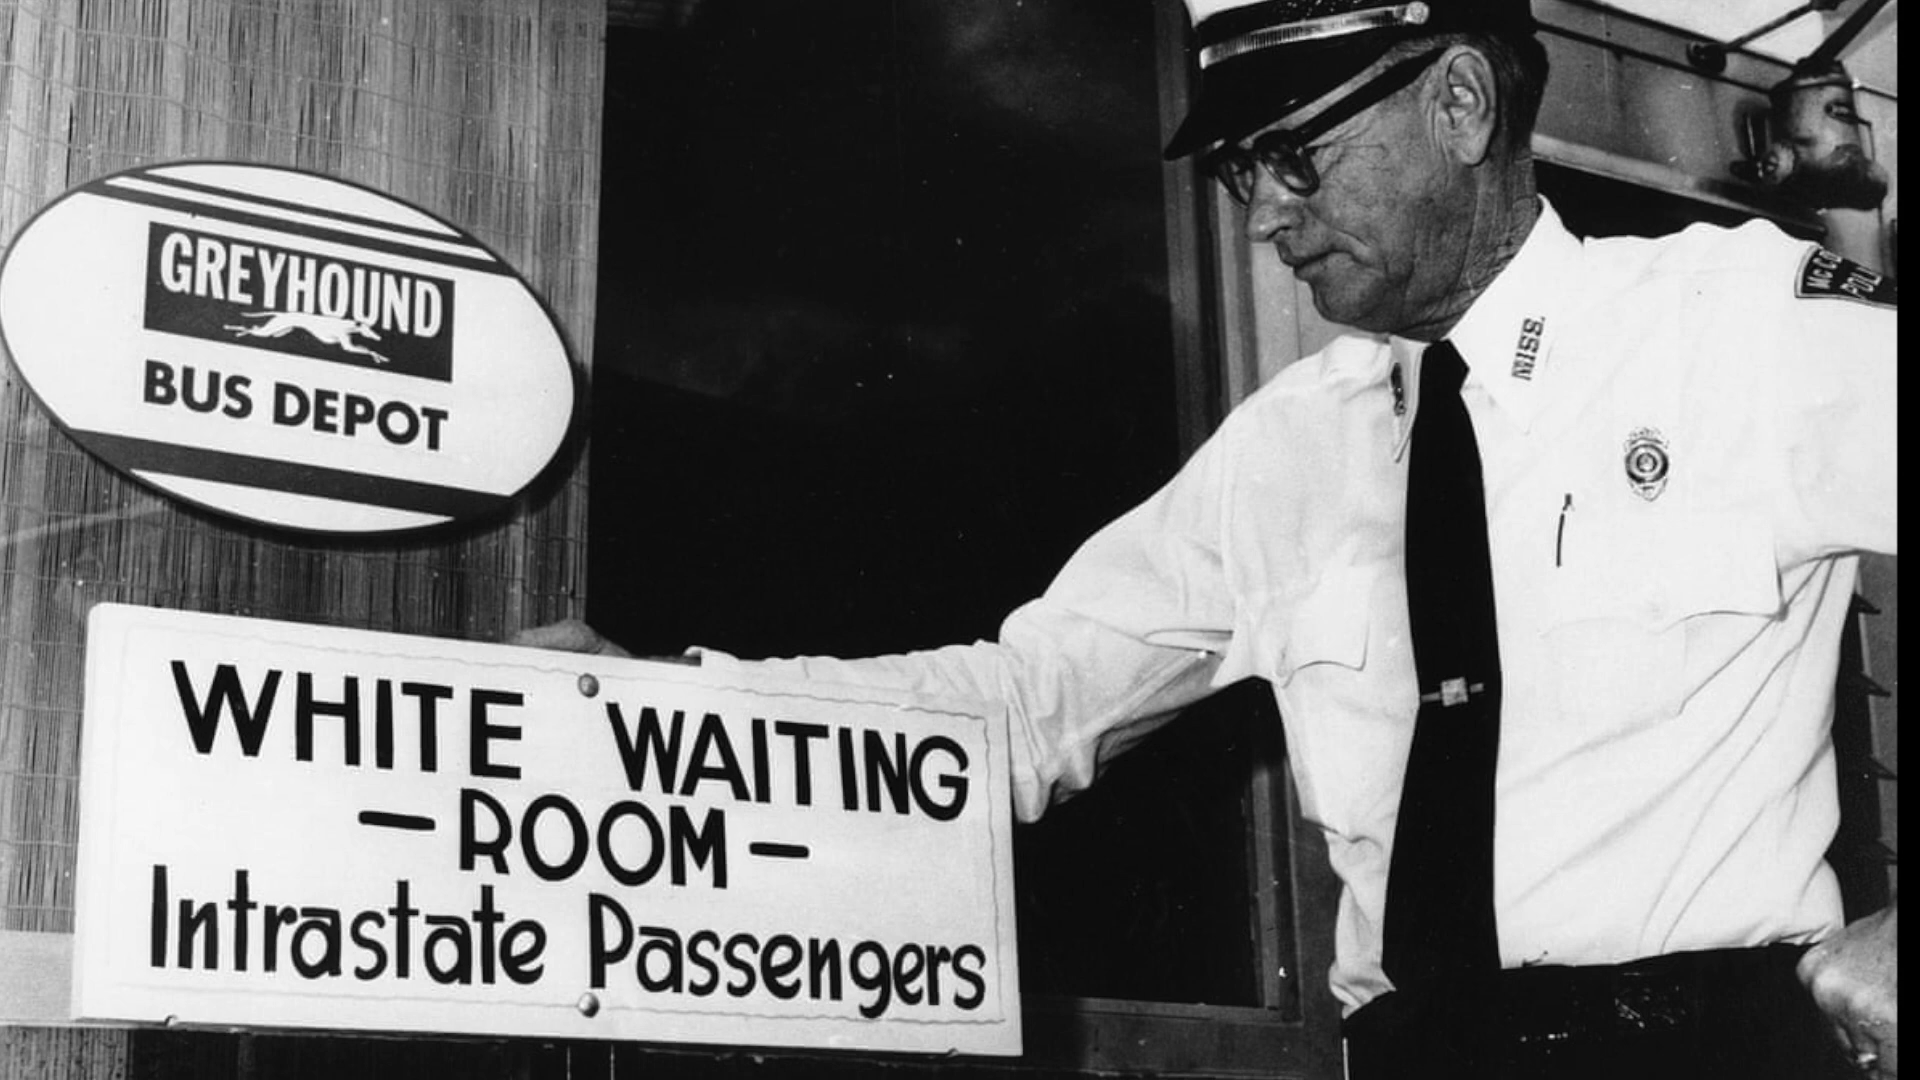 GREYHOUND
BUS DEPOT
WHITE WAITING
- ROOM -
Intrastate Passengers
MISS.